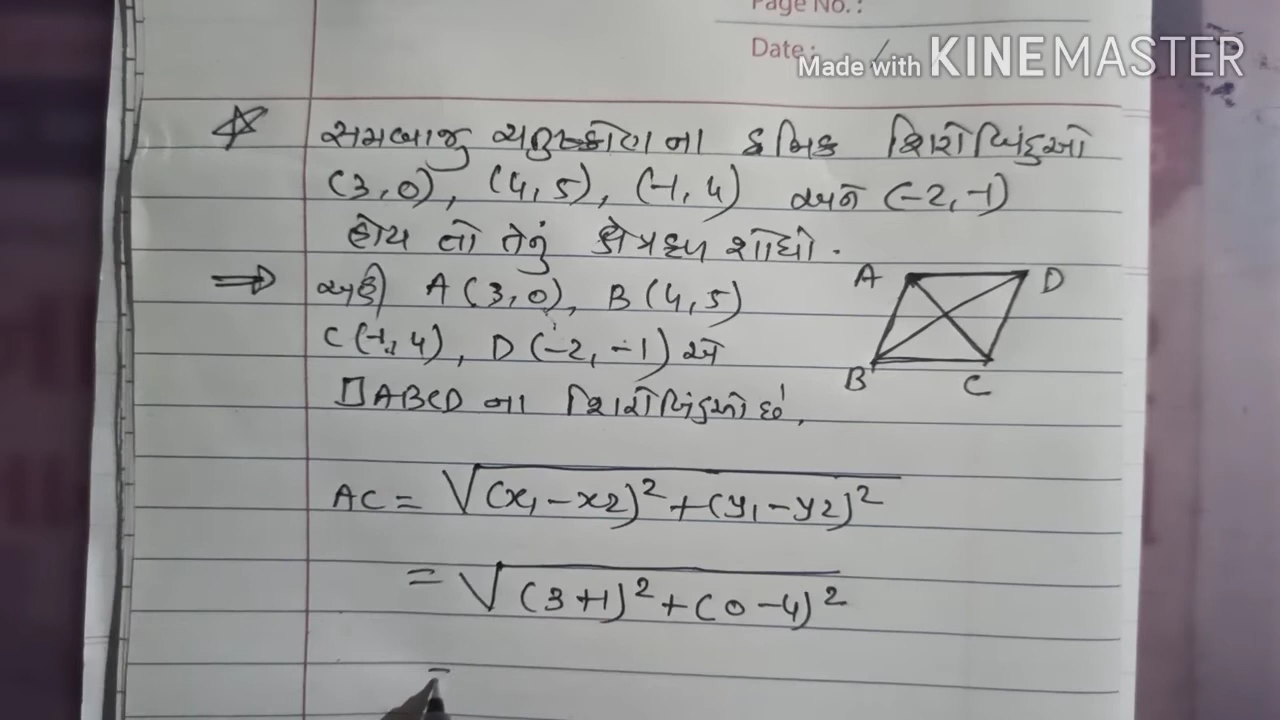 Page No.:
Date:
Made with KINEMASTER
સમબાજુ ચતુષ્કોણ ના ક્રમિક શિરોબિંદુઓ
(3,0), (4,5), (-1,4) અને (-2,-1)
હોય તો તેનું ક્ષેત્રફળ શોધો.
⇒ અહી A(3,0), B(4,5)
A D
C(-1,4), D(-2,-1) એ
B C
□ABCD ના શિરોબિંદુઓ છે,
AC = √(x₁-x2)²+(y₁-y2)²
= √(3+1)²+(0-4)²